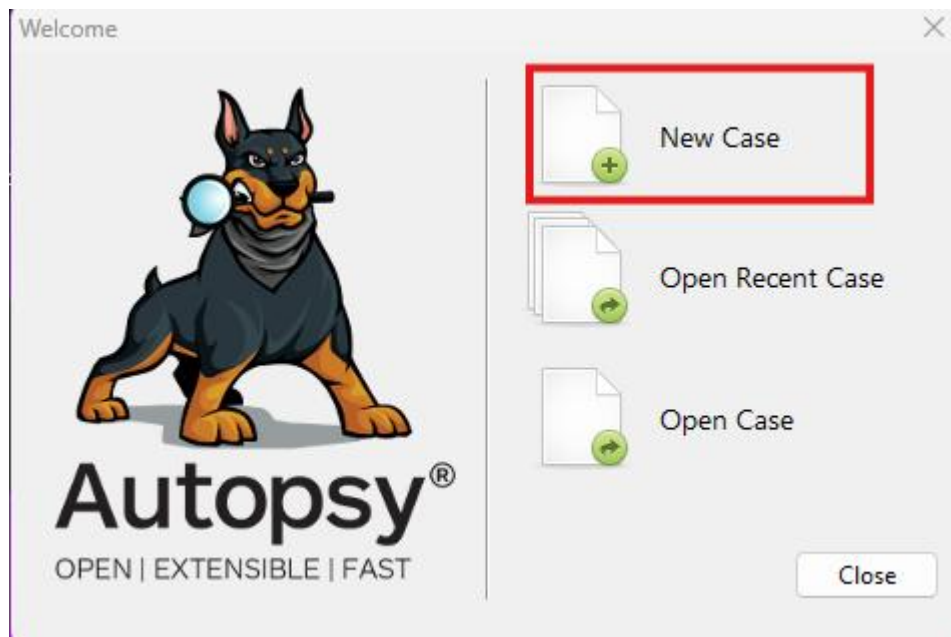 Welcome
New Case
Open Recent Case
Open Case
Autopsy®
OPEN | EXTENSIBLE | FAST
Close